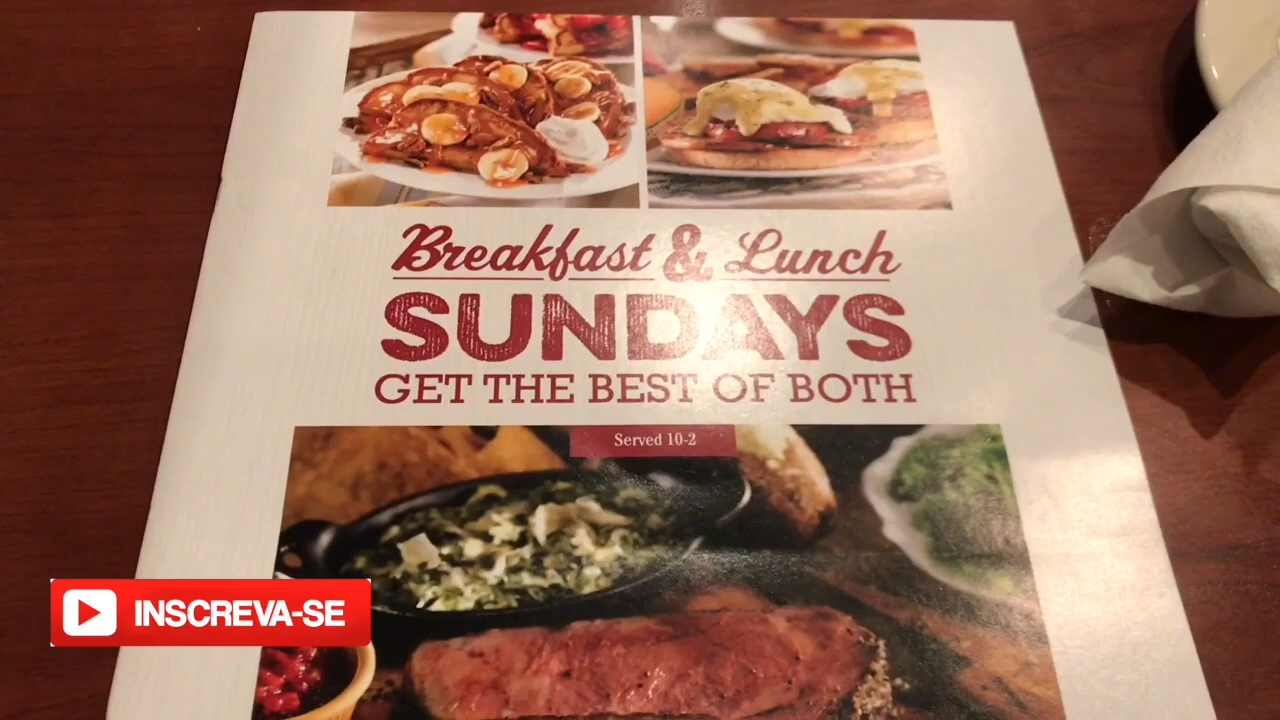 Breakfast & Lunch
SUNDAYS
GET THE BEST OF BOTH
Served 10-2
INSCREVA-SE